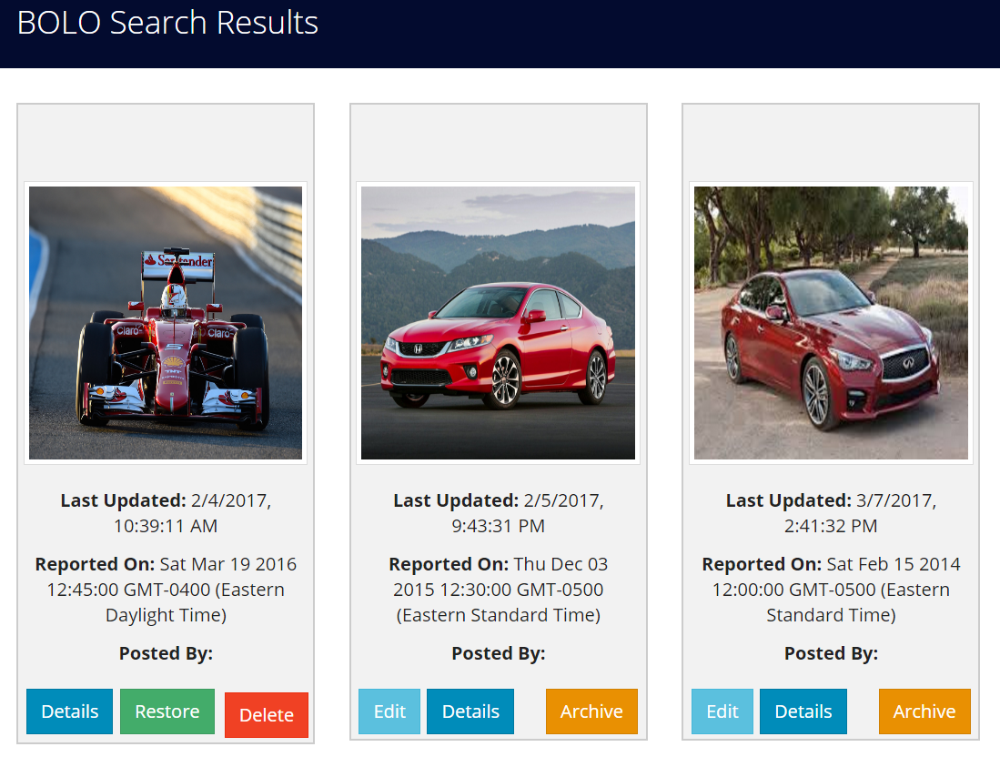 BOLO Search Results
Santander
Claro
Claro
5
Last Updated: 2/4/2017,
10:39:11 AM
Reported On: Sat Mar 19 2016
12:45:00 GMT-0400 (Eastern
Daylight Time)
Posted By:
Details
Restore
Delete
Last Updated: 2/5/2017,
9:43:31 PM
Reported On: Thu Dec 03
2015 12:30:00 GMT-0500
(Eastern Standard Time)
Posted By:
Edit
Details
Archive
Last Updated: 3/7/2017,
2:41:32 PM
Reported On: Sat Feb 15 2014
12:00:00 GMT-0500 (Eastern
Standard Time)
Posted By:
Edit
Details
Archive